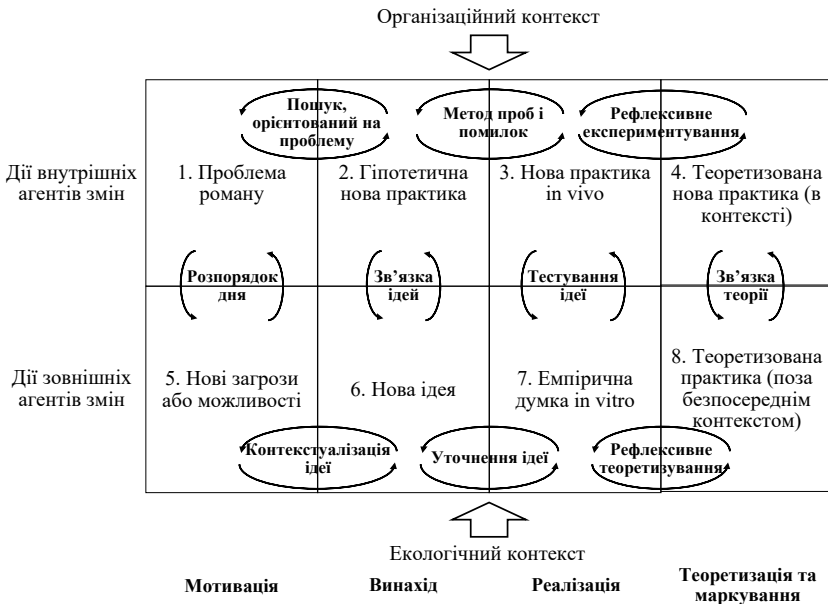 Організаційний контекст
Пошук,
орієнтований на
проблему
Метод проб і
помилок
Рефлексивне
експериментування
Дії внутрішніх
агентів змін
1. Проблема
роману
2. Гіпотетична
нова практика
3. Нова практика
in vivo
4. Теоретизована
нова практика (в
контексті)
Розпорядок
дня
Зв’язка
ідей
Тестування
ідеї
Зв’язка
теорії
Дії зовнішніх
агентів змін
5. Нові загрози
або можливості
6. Нова ідея
7. Емпірична
думка in vitro
8. Теоретизована
практика (поза
безпосереднім
контекстом)
Контекстуалізація
ідеї
Уточнення ідеї
Рефлексивне
теоретизування
Екологічний контекст
Мотивація
Винахід
Реалізація
Теоретизація та
маркування